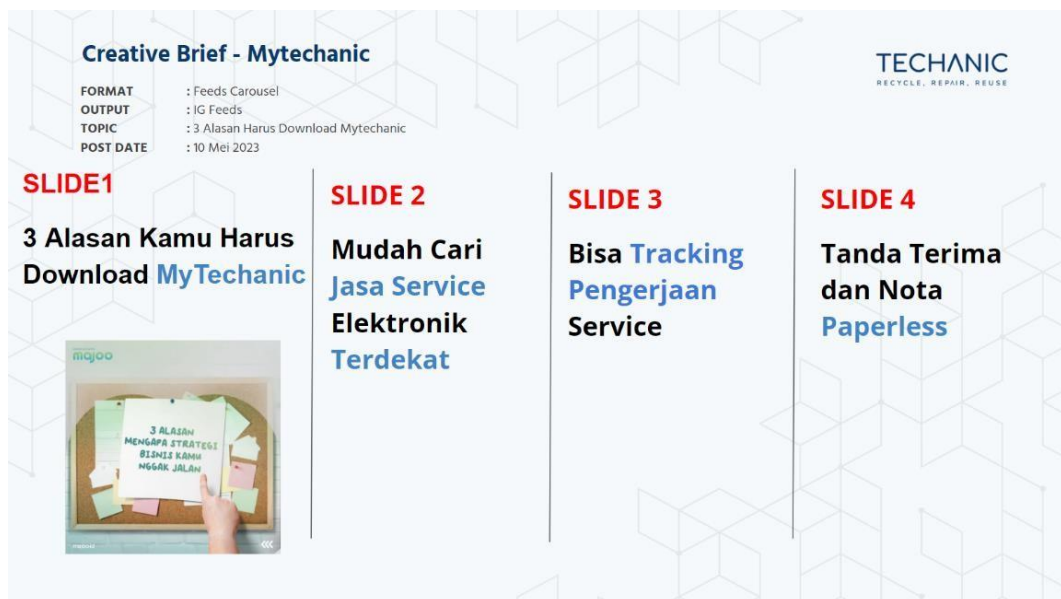 Creative Brief - Mytechanic
FORMAT : Feeds Carousel
OUTPUT : IG Feeds
TOPIC : 3 Alasan Harus Download Mytechanic
POST DATE : 10 Mei 2023
TECHANIC
RECYCLE, REPAIR, REUSE
SLIDE1
3 Alasan Kamu Harus
Download MyTechanic
majoo
3 ALASAN
MENGAPA STRATEGI
BISNIS KAMU
NGGAK JALAN
SLIDE 2
Mudah Cari
Jasa Service
Elektronik
Terdekat
SLIDE 3
Bisa Tracking
Pengerjaan
Service
SLIDE 4
Tanda Terima
dan Nota
Paperless